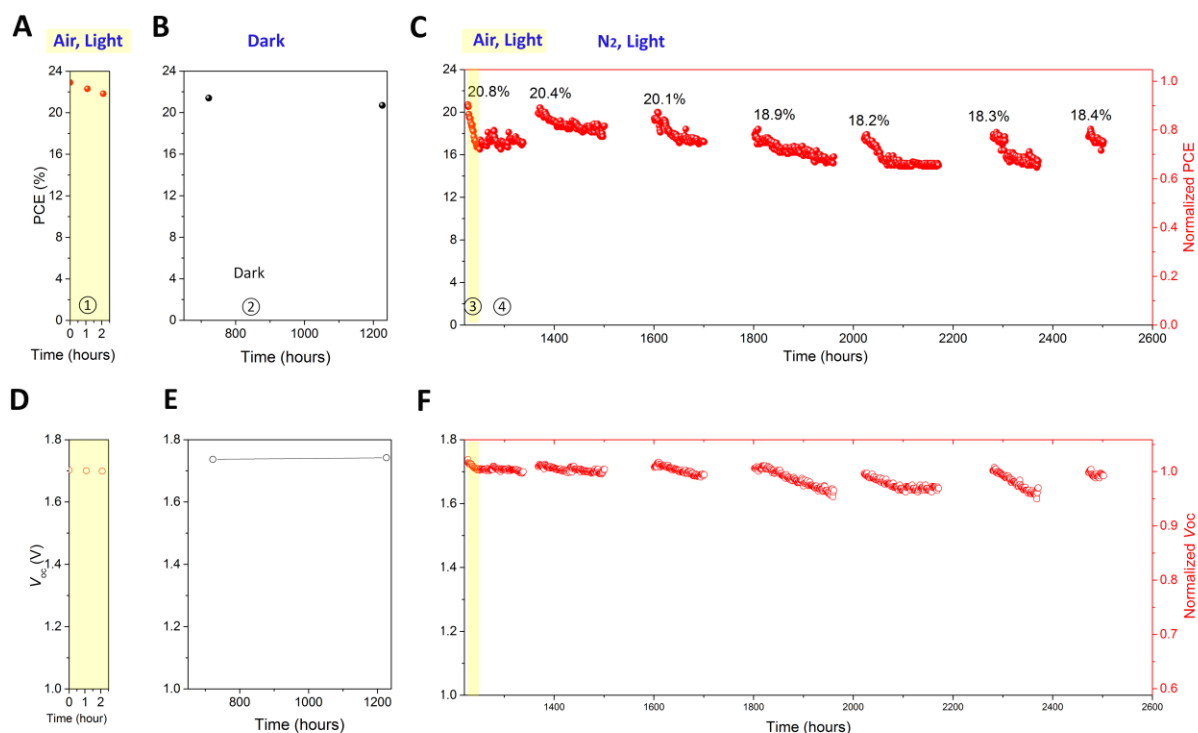 A
Air, Light
B
Dark
C
Air, Light
N2, Light
24
20
16
12
8
4
0
PCE (%)
①
0 1 2
Time (hours)
24
20
16
12
8
4
0
Dark
②
800 1000 1200
Time (hours)
24
20
16
12
8
4
0
20.8%
20.4%
20.1%
18.9%
18.2%
18.3%
18.4%
③ ④
1400 1600 1800 2000 2200 2400 2600
Time (hours)
1.0
0.8
0.6
0.4
0.2
0.0
Normalized PCE
D
1.8
1.6
1.4
1.2
1.0
Voc (V)
0 1 2
Time (hour)
E
1.8
1.6
1.4
1.2
1.0
800 1000 1200
Time (hours)
F
1.8
1.6
1.4
1.2
1.0
1400 1600 1800 2000 2200 2400 2600
Time (hours)
1.0
0.9
0.8
0.7
0.6
Normalized Voc